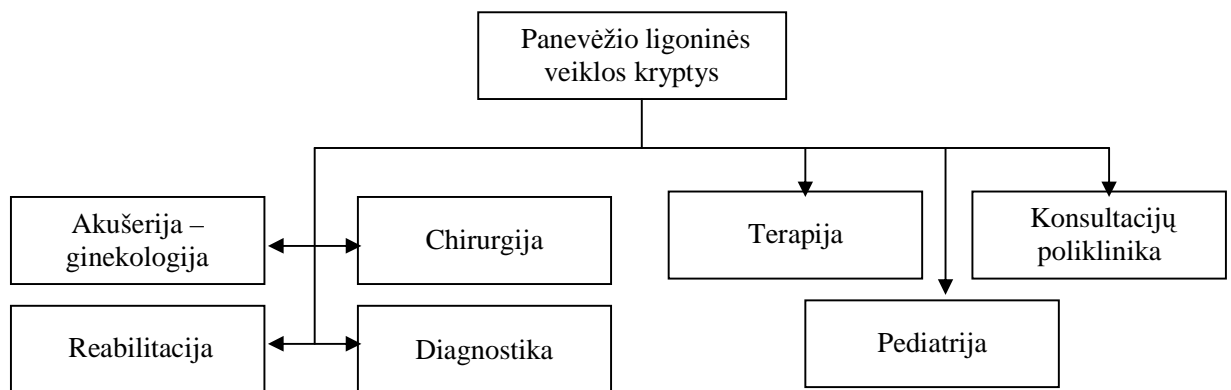 Panevėžio ligoninės
veiklos kryptys
Akušerija –
ginekologija
Chirurgija
Terapija
Konsultacijų
poliklinika
Reabilitacija
Diagnostika
Pediatrija